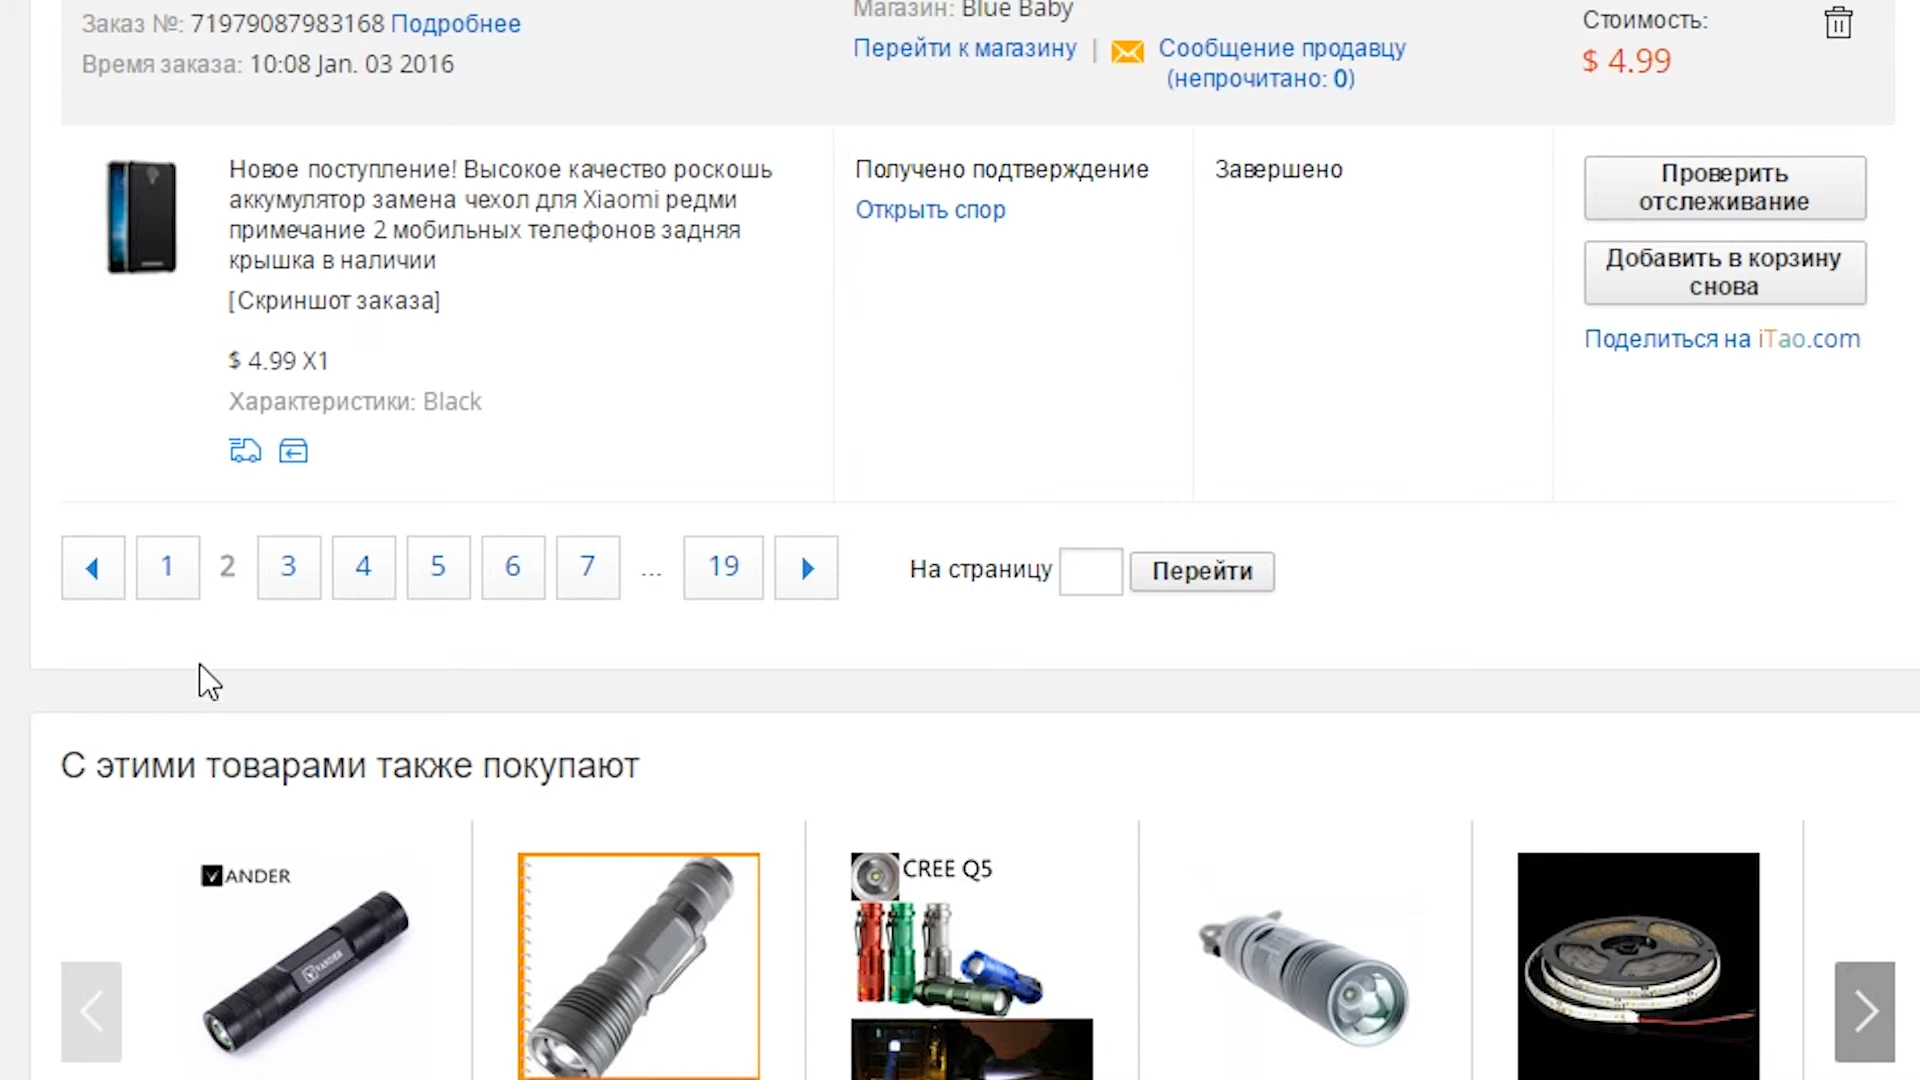 Заказ №: 71979087983168 Подробнее
Время заказа: 10:08 Jan. 03 2016
Магазин: Blue Baby
Перейти к магазину | Сообщение продавцу
(непрочитано: 0)
Стоимость:
$ 4.99
Новое поступление! Высокое качество роскошь
аккумулятор замена чехол для Xiaomi редми
примечание 2 мобильных телефонов задняя
крышка в наличии
[Скриншот заказа]
$ 4.99 X1
Характеристики: Black
Получено подтверждение
Открыть спор
Завершено
Проверить
отслеживание
Добавить в корзину
снова
Поделиться на iTao.com
1 2 3 4 5 6 7 ... 19
На страницу Перейти
С этими товарами также покупают
VANDER
CREE Q5